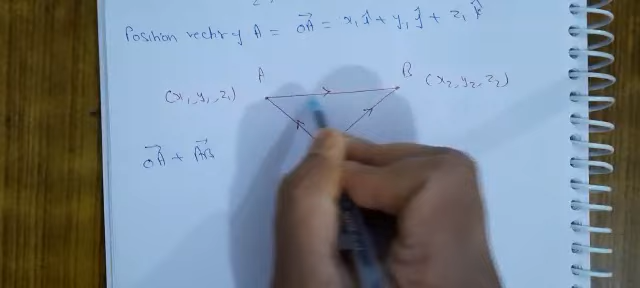 Position vector of A = →OA = x₁î + y₁ĵ + z₁k̂
A
B (x₂, y₂, z₂)
(x₁, y₁, z₁)
→OA + →AB